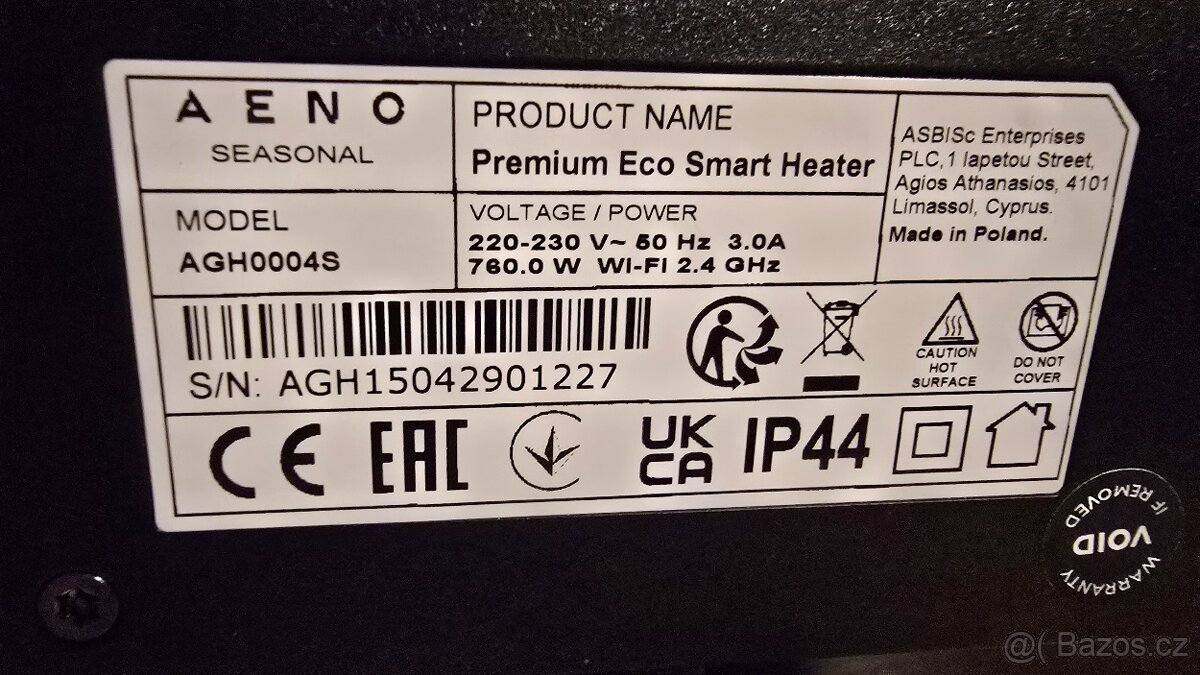 AENO
SEASONAL
PRODUCT NAME
Premium Eco Smart Heater
ASBISc Enterprises
PLC,1 Iapetou Street,
Agios Athanasios, 4101
Limassol, Cyprus.
Made in Poland.
MODEL
AGH0004S
VOLTAGE / POWER
220-230 V~ 50 Hz 3.0A
760.0 W WI-FI 2.4 GHz
S/N: AGH15042901227
CAUTION
HOT
SURFACE
DO NOT
COVER
CE EAC UK
CA IP44
WARRANTY
VOID
IF REMOVED
@( Bazos.cz